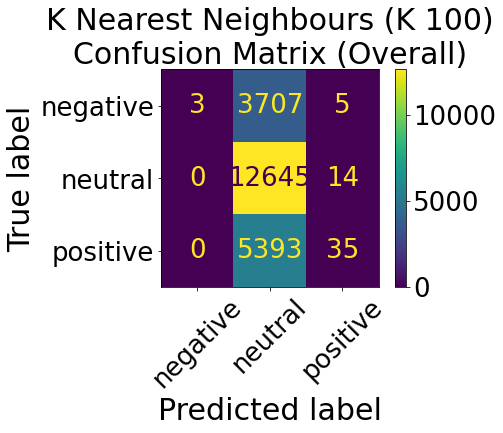 K Nearest Neighbours (K 100)
Confusion Matrix (Overall)
True label
negative 3 3707 5
neutral 0 12645 14
positive 0 5393 35
10000
5000
0
negative neutral positive
Predicted label